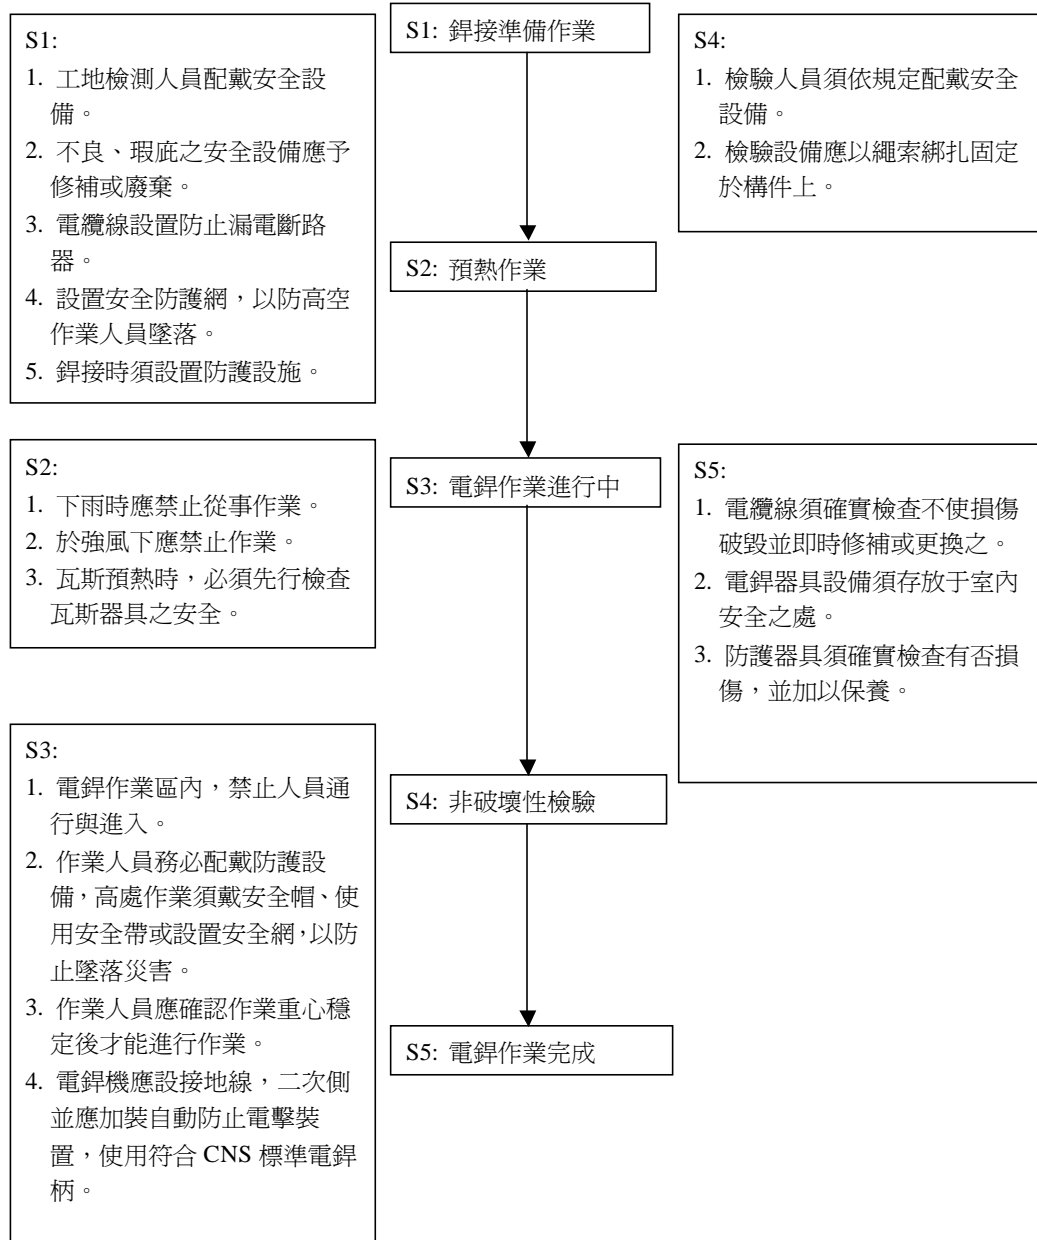 S1:
1. 工地檢測人員配戴安全設
備。
2. 不良、瑕疵之安全設備應予
修補或廢棄。
3. 電纜線設置防止漏電斷路
器。
4. 設置安全防護網，以防高空
作業人員墜落。
5. 銲接時須設置防護設施。
S2:
1. 下雨時應禁止從事作業。
2. 於強風下應禁止作業。
3. 瓦斯預熱時，必須先行檢查
瓦斯器具之安全。
S3:
1. 電銲作業區內，禁止人員通
行與進入。
2. 作業人員務必配戴防護設
備，高處作業須戴安全帽、使
用安全帶或設置安全網，以防
止墜落災害。
3. 作業人員應確認作業重心穩
定後才能進行作業。
4. 電銲機應設接地線，二次側
並應加裝自動防止電擊裝
置，使用符合 CNS 標準電銲
柄。
S1: 銲接準備作業
S2: 預熱作業
S3: 電銲作業進行中
S4: 非破壞性檢驗
S5: 電銲作業完成
S4:
1. 檢驗人員須依規定配戴安全
設備。
2. 檢驗設備應以繩索綁扎固定
於構件上。
S5:
1. 電纜線須確實檢查不使損傷
破毀並即時修補或更換之。
2. 電銲器具設備須存放于室內
安全之處。
3. 防護器具須確實檢查有否損
傷，並加以保養。